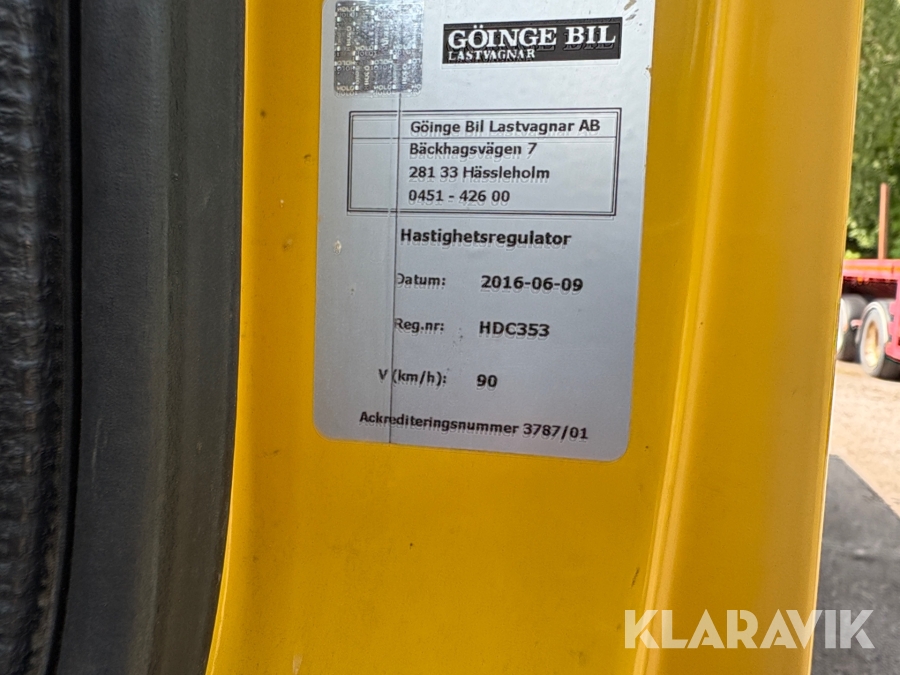 GÖINGE BIL
LASTVAGNAR
Göinge Bil Lastvagnar AB
Bäckhagsvägen 7
281 33 Hässleholm
0451 - 426 00
Hastighetsregulator
Datum: 2016-06-09
Reg.nr: HDC353
V (km/h): 90
Ackrediteringsnummer 3787/01
KLARAVIK